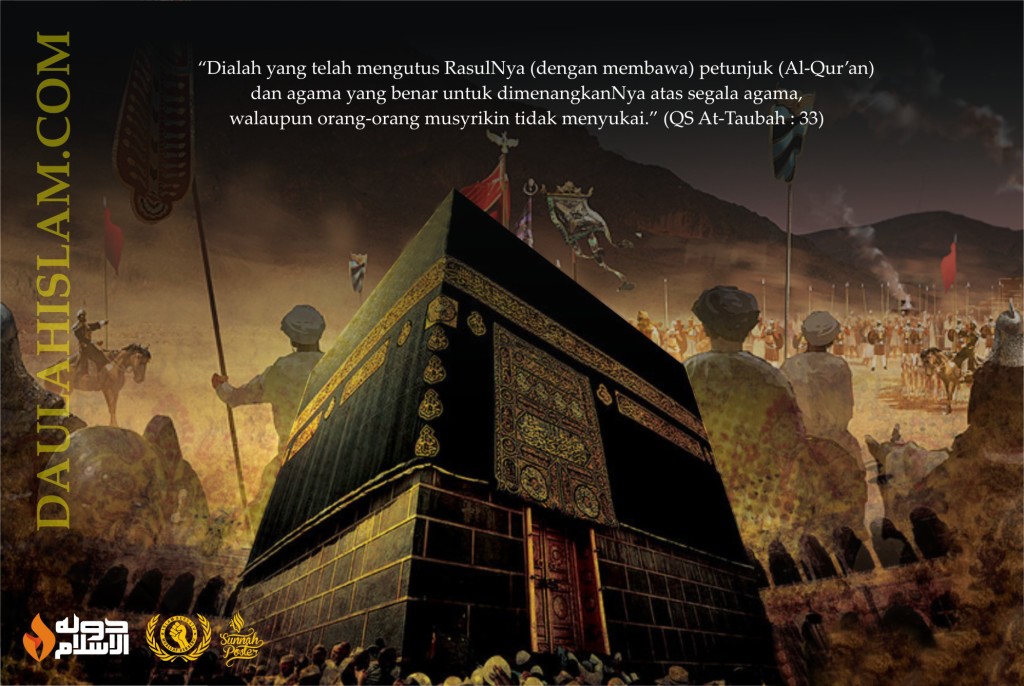 “Dialah yang telah mengutus RasulNya (dengan membawa) petunjuk (Al-Qur’an)
dan agama yang benar untuk dimenangkanNya atas segala agama,
walaupun orang-orang musyrikin tidak menyukai.” (QS At-Taubah : 33)
DAULAHISLAM.COM
دولة
الاسلام
Sunnah
Poster